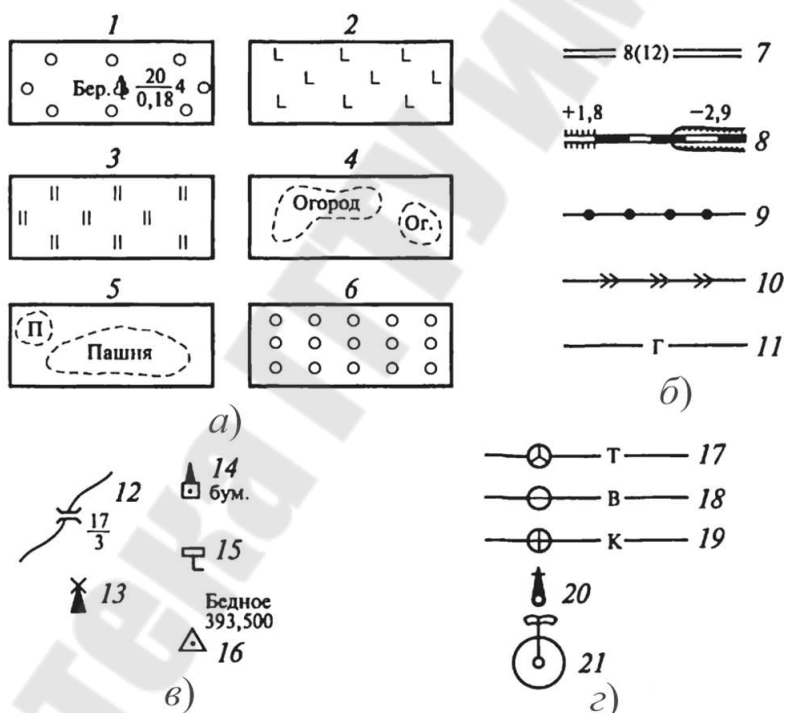 1
2
Бер. 20 4
0,18
3
4
Огород
Ог.
5
6
П
Пашня
а)
8(12) 7
+1,8 −2,9
8
9
10
Г 11
б)
12
17
3
13
14
бум.
15
Бедное
393,500
16
в)
Т 17
В 18
К 19
20
21
г)